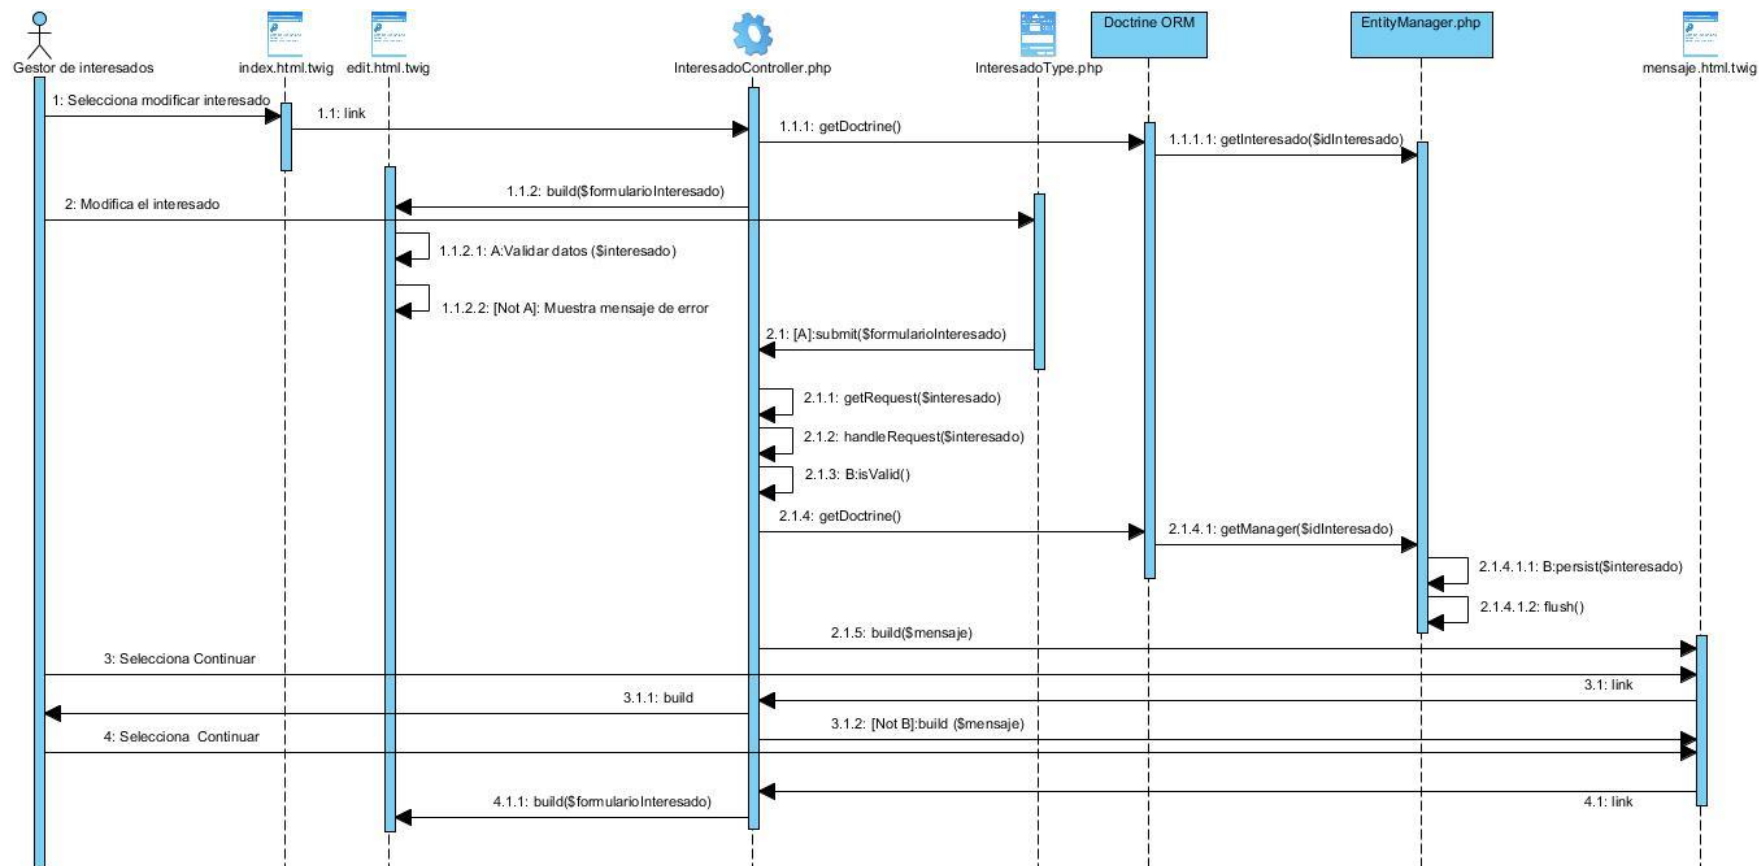 Doctrine ORM
EntityManager.php
Gestor de interesados
index.html.twig
edit.html.twig
InteresadoController.php
InteresadoType.php
mensaje.html.twig
1: Selecciona modificar interesado
1.1: link
1.1.1: getDoctrine()
1.1.1.1: getInteresado($idInteresado)
1.1.2: build($formularioInteresado)
2: Modifica el interesado
1.1.2.1: A:Validar datos ($interesado)
1.1.2.2: [Not A]: Muestra mensaje de error
2.1: [A]:submit($formularioInteresado)
2.1.1: getRequest($interesado)
2.1.2: handleRequest($interesado)
2.1.3: B:isValid()
2.1.4: getDoctrine()
2.1.4.1: getManager($idInteresado)
2.1.4.1.1: B:persist($interesado)
2.1.4.1.2: flush()
2.1.5: build($mensaje)
3: Selecciona Continuar
3.1: link
3.1.1: build
3.1.2: [Not B]:build ($mensaje)
4: Selecciona Continuar
4.1.1: build($formularioInteresado)
4.1: link